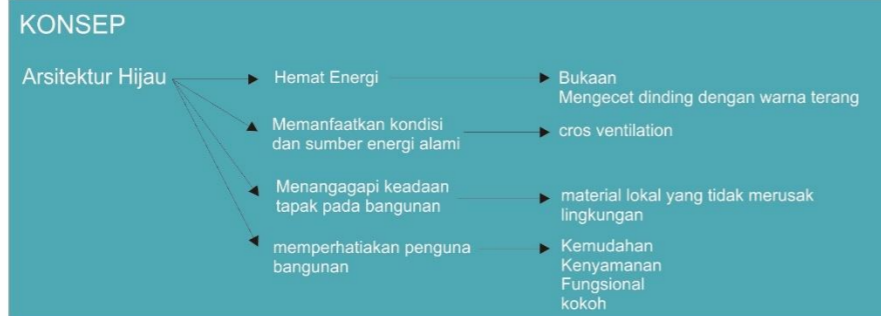 KONSEP
Arsitektur Hijau
Hemat Energi
Bukaan
Mengecet dinding dengan warna terang
Memanfaatkan kondisi
dan sumber energi alami
cros ventilation
Menangagapi keadaan
tapak pada bangunan
material lokal yang tidak merusak
lingkungan
memperhatiakan penguna
bangunan
Kemudahan
Kenyamanan
Fungsional
kokoh